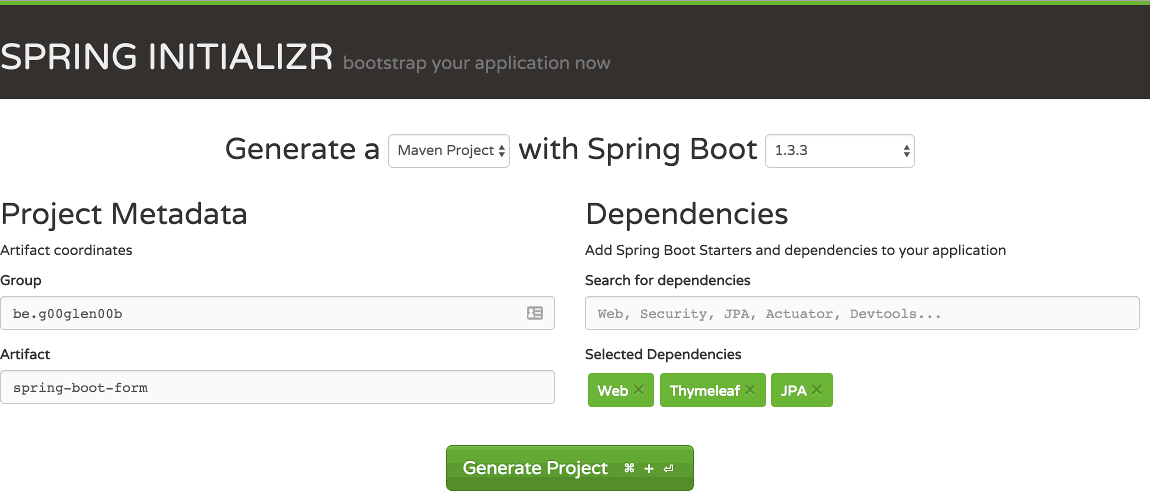 SPRING INITIALIZR bootstrap your application now
Generate a Maven Project with Spring Boot 1.3.3
Project Metadata
Artifact coordinates
Group
be.g00glen00b
Artifact
spring-boot-form
Dependencies
Add Spring Boot Starters and dependencies to your application
Search for dependencies
Web, Security, JPA, Actuator, Devtools...
Selected Dependencies
Web × Thymeleaf × JPA ×
Generate Project ⌘ + ⏎